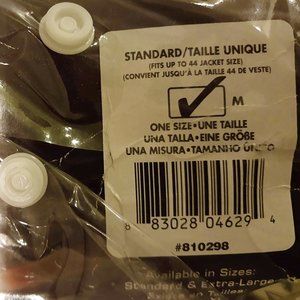 STANDARD/TAILLE UNIQUE
(FITS UP TO 44 JACKET SIZE)
(CONVIENT JUSQU'À LA TAILLE 44 DE VESTE)
M
ONE SIZE•UNE TAILLE
UNA TALLA•EINE GRÖßE
UNA MISURA•TAMANHO ÚNICO
8 83028 04629 4
#810298
Available in Sizes:
Standard & Extra-Large
Tailles